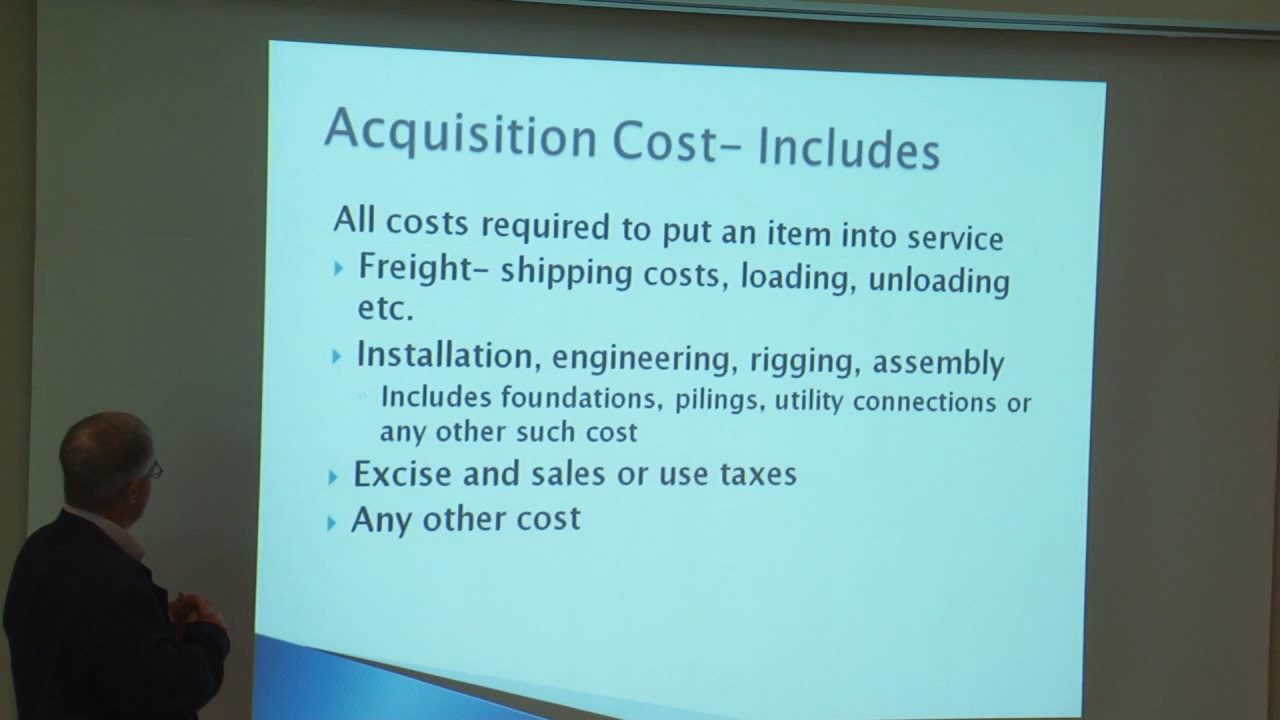 Acquisition Cost– Includes
All costs required to put an item into service
Freight– shipping costs, loading, unloading
etc.
Installation, engineering, rigging, assembly
Includes foundations, pilings, utility connections or
any other such cost
Excise and sales or use taxes
Any other cost